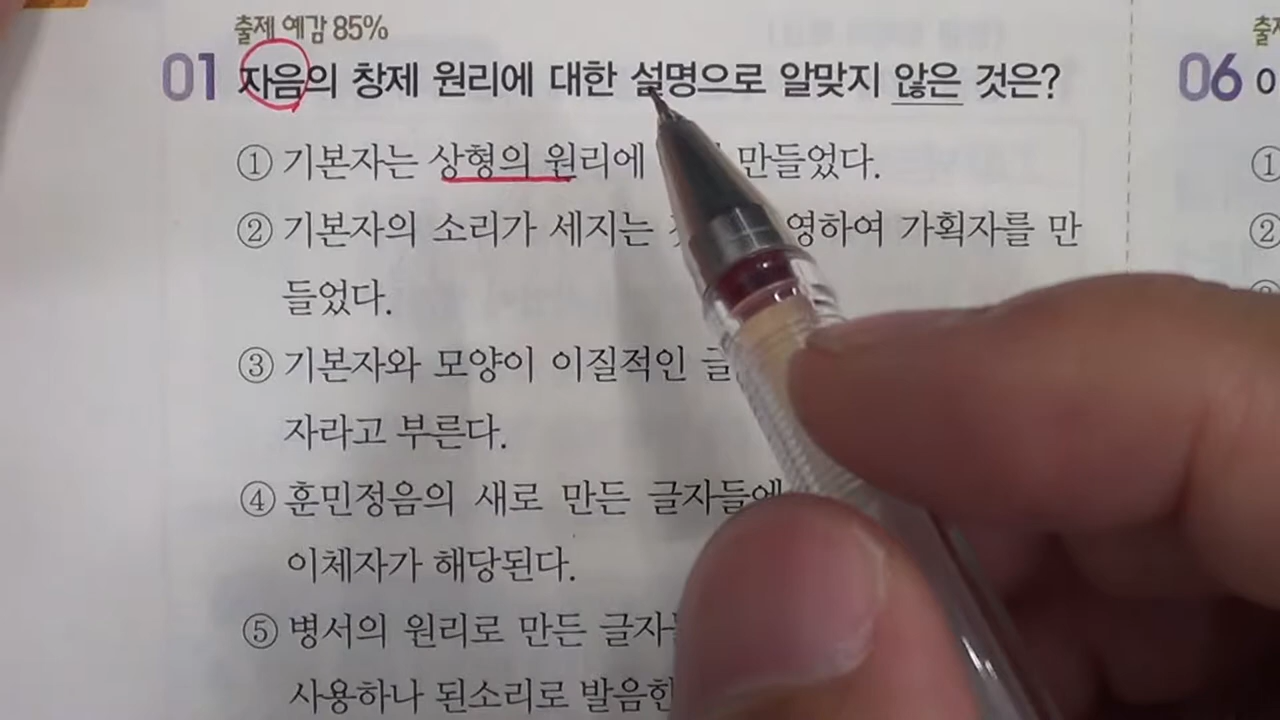 출제 예감 85%
01 자음의 창제 원리에 대한 설명으로 알맞지 않은 것은?
① 기본자는 상형의 원리에 만들었다.
② 기본자의 소리가 세지는 영하여 가획자를 만
들었다.
③ 기본자와 모양이 이질적인
자라고 부른다.
④ 훈민정음의 새로 만든 글자들에
이체자가 해당된다.
⑤ 병서의 원리로 만든
사용하나 된소리로 발음한
06
①
②